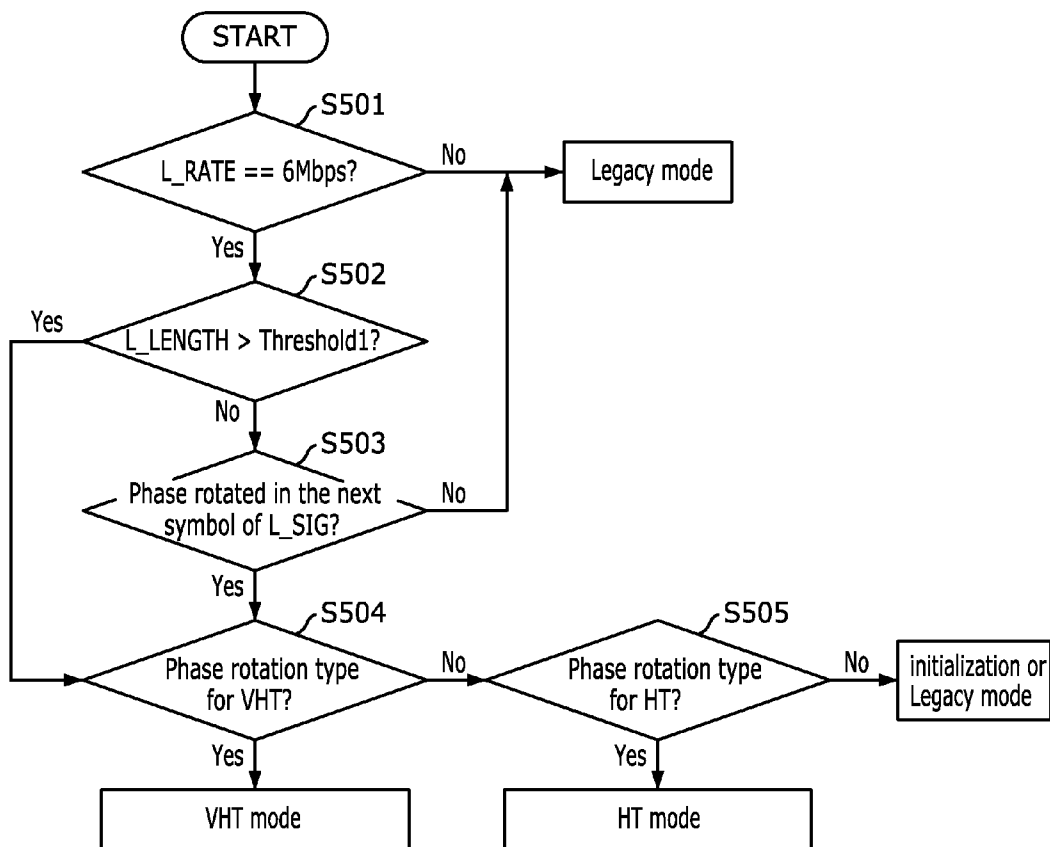 START
S501
L_RATE == 6Mbps?
No
Legacy mode
Yes
S502
Yes
L_LENGTH > Threshold1?
No
S503
Phase rotated in the next
symbol of L_SIG?
No
Yes
S504
S505
Phase rotation type
for VHT?
No
Phase rotation type
for HT?
No
initialization or
Legacy mode
Yes
Yes
VHT mode
HT mode